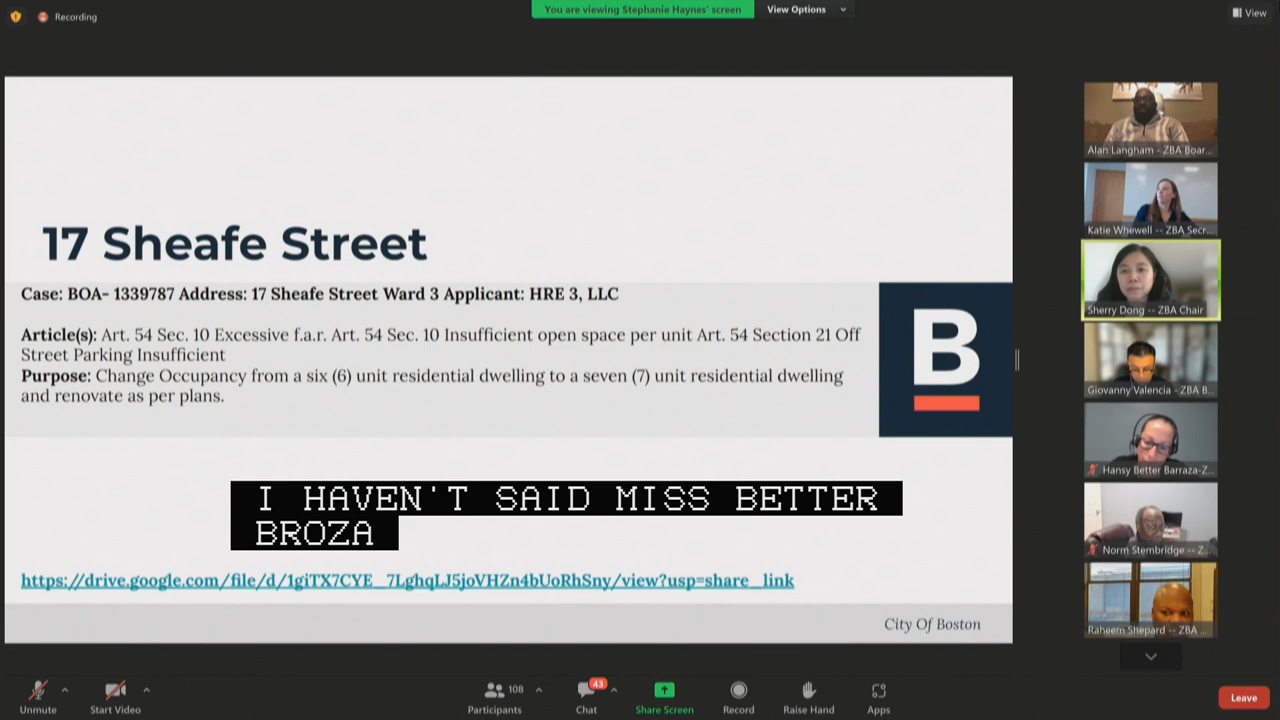 Recording
You are viewing Stephanie Haynes' screen
View Options
View
17 Sheafe Street
Case: BOA- 1339787 Address: 17 Sheafe Street Ward 3 Applicant: HRE 3, LLC
Article(s): Art. 54 Sec. 10 Excessive f.a.r. Art. 54 Sec. 10 Insufficient open space per unit Art. 54 Section 21 Off
Street Parking Insufficient
Purpose: Change Occupancy from a six (6) unit residential dwelling to a seven (7) unit residential dwelling
and renovate as per plans.
B
I HAVEN'T SAID MISS BETTER
BROZA
https://drive.google.com/file/d/1giTX7CYE_7LghqLJ5joVHZn4bUoRhSny/view?usp=share_link
City Of Boston
Alan Langham - ZBA Boar...
Katie Whewell -- ZBA Secr...
Sherry Dong -- ZBA Chair
Giovanny Valencia - ZBA B...
Hansy Better Barraza-Z...
Norm Stembridge -- Z...
Raheem Shepard -- ZBA ...
Unmute
Start Video
108
Participants
43
Chat
Share Screen
Record
Raise Hand
Apps
Leave